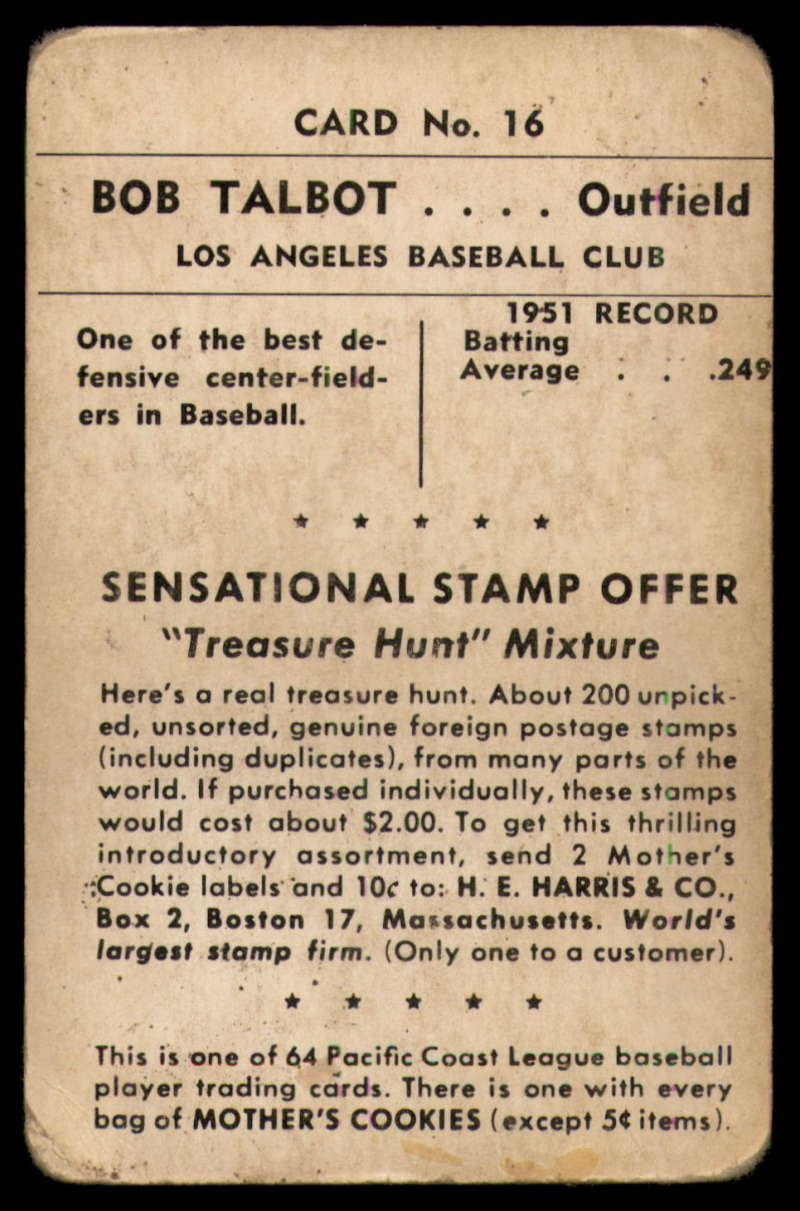 CARD No. 16
BOB TALBOT . . . . Outfield
LOS ANGELES BASEBALL CLUB
One of the best de-
fensive center-field-
ers in Baseball.
1951 RECORD
Batting
Average . . .249
★ ★ ★ ★ ★
SENSATIONAL STAMP OFFER
"Treasure Hunt" Mixture
Here's a real treasure hunt. About 200 unpick-
ed, unsorted, genuine foreign postage stamps
(including duplicates), from many parts of the
world. If purchased individually, these stamps
would cost about $2.00. To get this thrilling
introductory assortment, send 2 Mother's
Cookie labels and 10c to: H. E. HARRIS & CO.,
Box 2, Boston 17, Massachusetts. World's
largest stamp firm. (Only one to a customer).
★ ★ ★ ★ ★
This is one of 64 Pacific Coast League baseball
player trading cards. There is one with every
bag of MOTHER'S COOKIES (except 5¢ items).